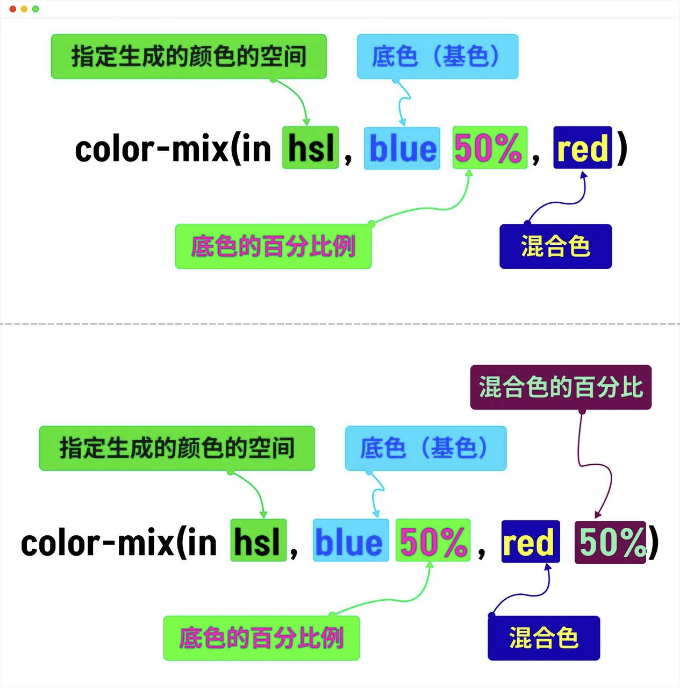 指定生成的颜色的空间
底色（基色）
color-mix(in hsl, blue 50%, red)
底色的百分比例
混合色
混合色的百分比
指定生成的颜色的空间
底色（基色）
color-mix(in hsl, blue 50%, red 50%)
底色的百分比例
混合色